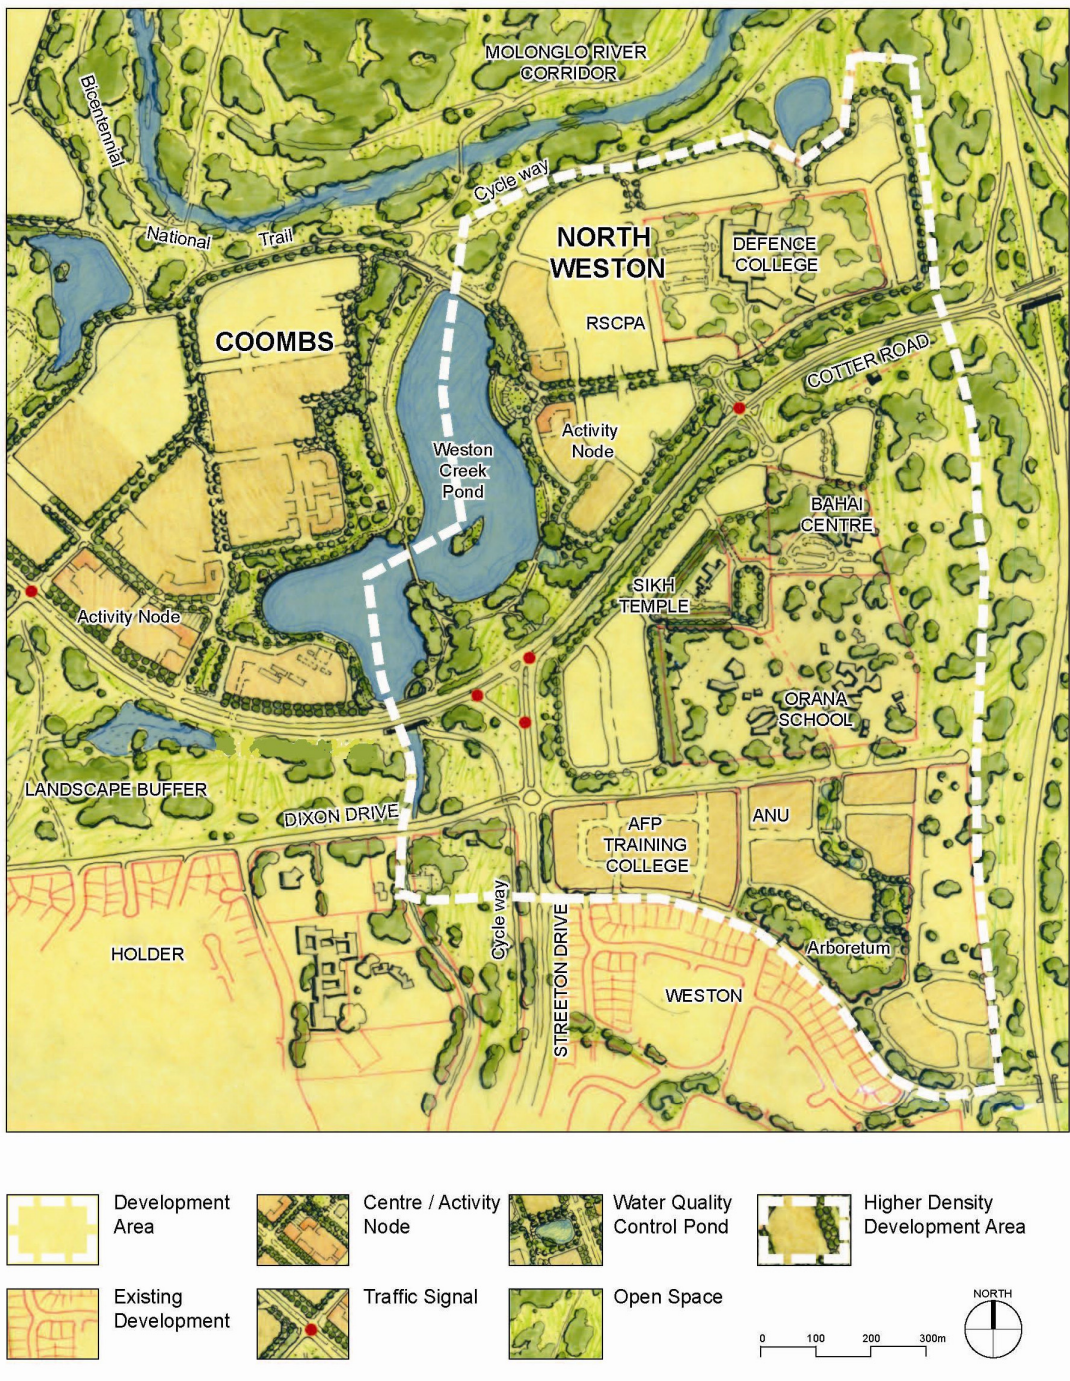 MOLONGLO RIVER
CORRIDOR
Bicentennial
National
Trail
Cycle way
NORTH
WESTON
DEFENCE
COLLEGE
RSCPA
COOMBS
COTTER ROAD
Activity
Node
Weston
Creek
Pond
BAHAI
CENTRE
SIKH
TEMPLE
Activity Node
ORANA
SCHOOL
LANDSCAPE BUFFER
DIXON DRIVE
AFP
TRAINING
COLLEGE
ANU
Cycle way
STREETON DRIVE
HOLDER
Arboretum
WESTON
Development
Area
Centre / Activity
Node
Water Quality
Control Pond
Higher Density
Development Area
Existing
Development
Traffic Signal
Open Space
NORTH
0 100 200 300m